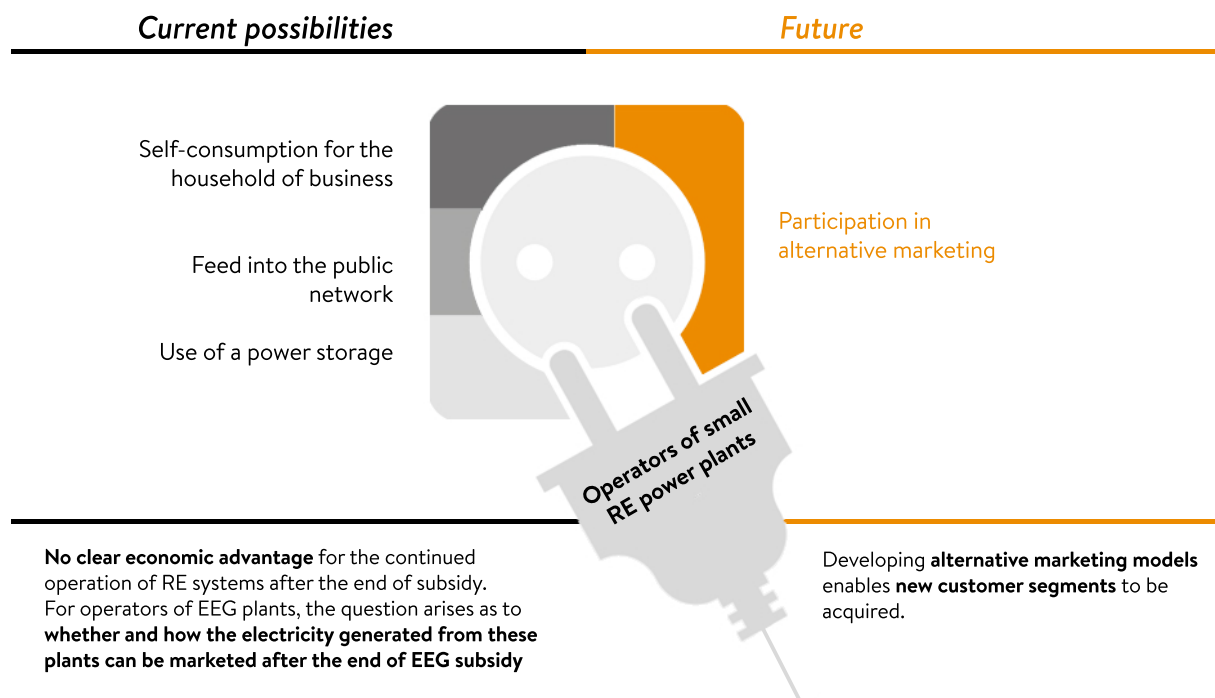 Current possibilities
Future
Self-consumption for the
household of business
Feed into the public
network
Use of a power storage
Participation in
alternative marketing
Operators of small
RE power plants
No clear economic advantage for the continued
operation of RE systems after the end of subsidy.
For operators of EEG plants, the question arises as to
whether and how the electricity generated from these
plants can be marketed after the end of EEG subsidy
Developing alternative marketing models
enables new customer segments to be
acquired.